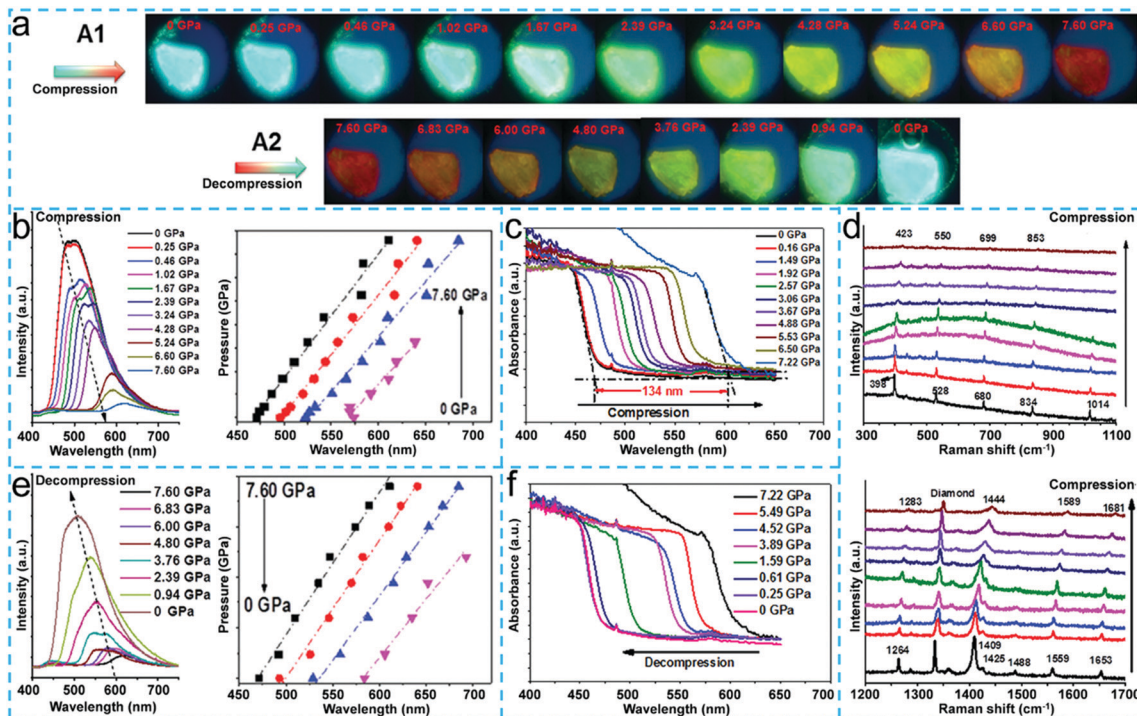 a
A1
Compression
0 GPa 0.25 GPa 0.46 GPa 1.02 GPa 1.67 GPa 2.39 GPa 3.24 GPa 4.28 GPa 5.24 GPa 6.60 GPa 7.60 GPa
A2
Decompression
7.60 GPa 6.83 GPa 6.00 GPa 4.80 GPa 3.76 GPa 2.39 GPa 0.94 GPa 0 GPa
b
Compression
0 GPa
0.25 GPa
0.46 GPa
1.02 GPa
1.67 GPa
2.39 GPa
3.24 GPa
4.28 GPa
5.24 GPa
6.60 GPa
7.60 GPa
Intensity (a.u.)
400 500 600 700
Wavelength (nm)
Pressure (GPa)
7.60 GPa
0 GPa
450 500 550 600 650 700
Wavelength (nm)
c
0 GPa
0.16 GPa
1.49 GPa
1.92 GPa
2.57 GPa
3.06 GPa
3.67 GPa
4.88 GPa
5.53 GPa
6.50 GPa
7.22 GPa
Absorbance (a.u.)
134 nm
Compression
400 450 500 550 600 650 700
Wavelength (nm)
d
Compression
423 550 699 853
Intensity (a.u.)
398 528 680 834 1014
300 500 700 900 1100
Raman shift (cm⁻¹)
Compression
1283 Diamond 1444 1589 1681
Intensity (a.u.)
1264 1409 1425 1488 1559 1653
1200 1300 1400 1500 1600 1700
Raman shift (cm⁻¹)
e
Decompression
7.60 GPa
6.83 GPa
6.00 GPa
4.80 GPa
3.76 GPa
2.39 GPa
0.94 GPa
0 GPa
Intensity (a.u.)
400 500 600 700
Wavelength (nm)
Pressure (GPa)
7.60 GPa
0 GPa
450 500 550 600 650 700
Wavelength (nm)
f
7.22 GPa
5.49 GPa
4.52 GPa
3.89 GPa
1.59 GPa
0.61 GPa
0.25 GPa
0 GPa
Absorbance (a.u.)
Decompression
400 450 500 550 600 650 700
Wavelength (nm)